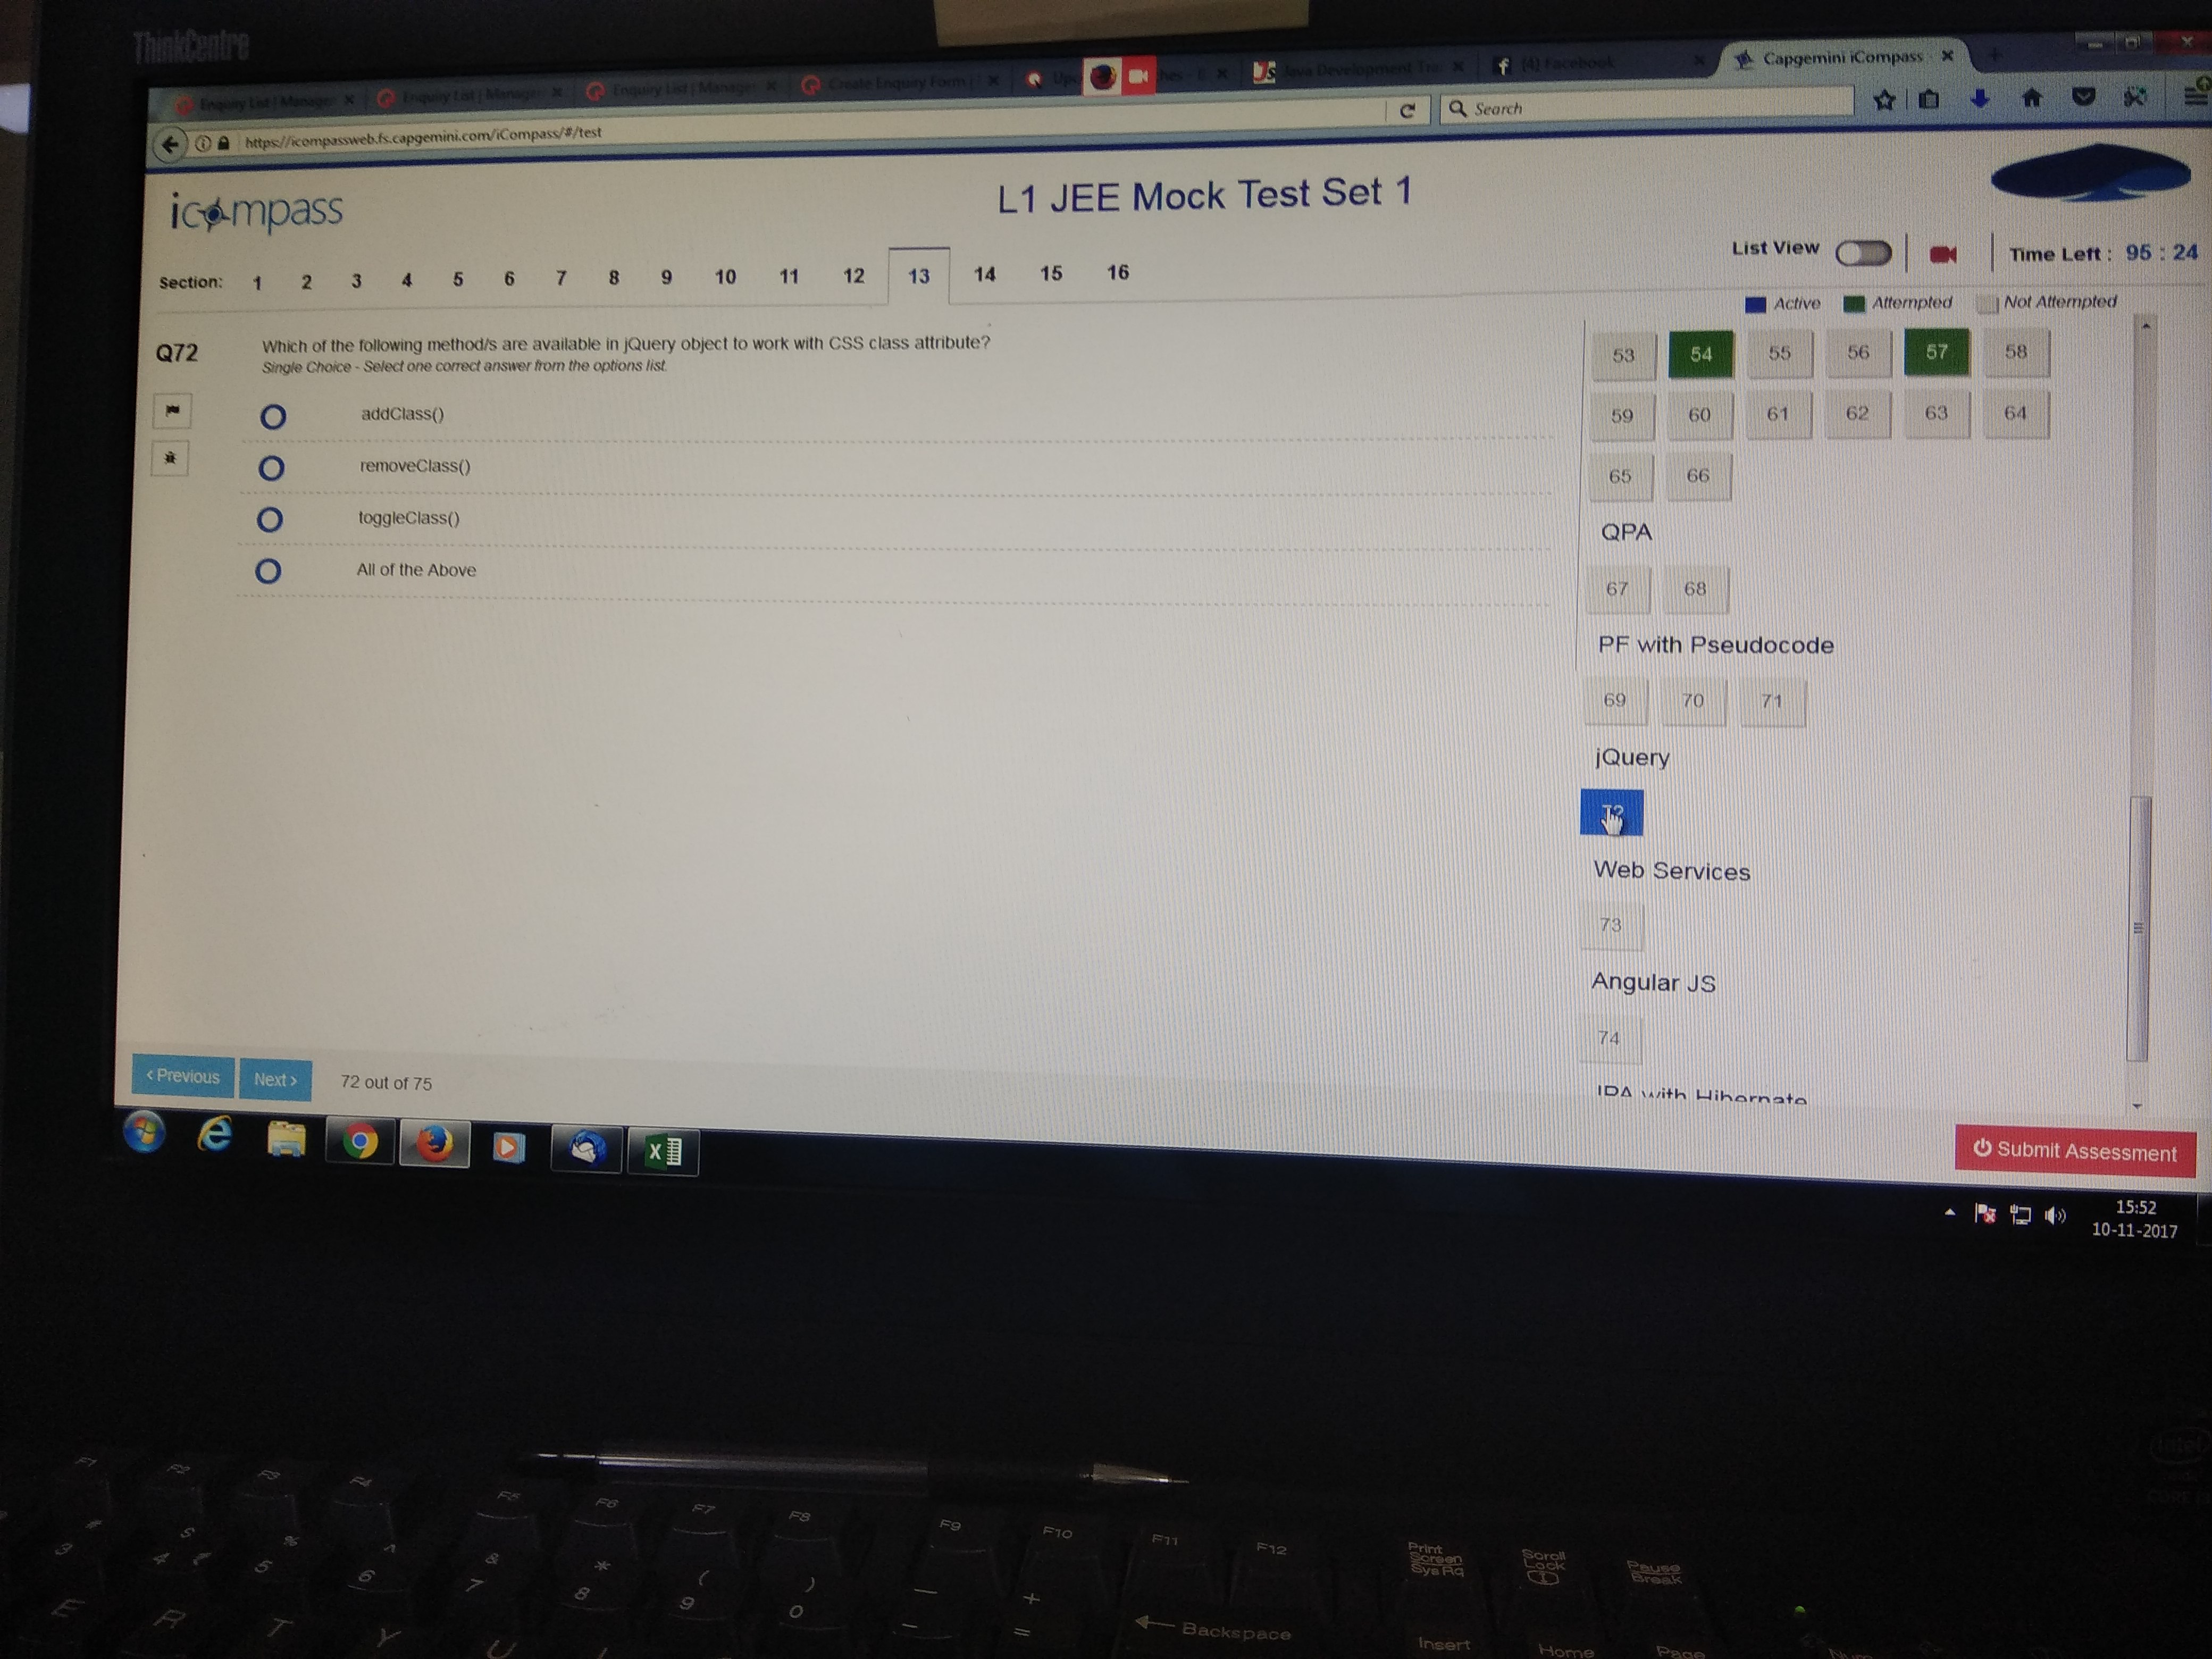 ThinkCentre
Enquiry List | Manage
Enquiry List | Manage
Enquiry List | Manage
Create Enquiry Form |
Java Development Tra
(4) Facebook
Capgemini iCompass
https://icompassweb.fs.capgemini.com/iCompass/#/test
Search
icompass
L1 JEE Mock Test Set 1
List View
Time Left : 95 : 24
Section: 1 2 3 4 5 6 7 8 9 10 11 12 13 14 15 16
Active Attempted Not Attempted
Q72
Which of the following method/s are available in jQuery object to work with CSS class attribute?
Single Choice - Select one correct answer from the options list.
addClass()
removeClass()
toggleClass()
All of the Above
53 54 55 56 57 58
59 60 61 62 63 64
65 66
QPA
67 68
PF with Pseudocode
69 70 71
jQuery
72
Web Services
73
Angular JS
74
JPA with Hibernate
< Previous Next > 72 out of 75
Submit Assessment
15:52
10-11-2017
F1 F2 F3 F4 F5 F6 F7 F8 F9 F10 F11 F12
Print Screen SysRq
Scroll Lock
Pause Break
# $ % ^ & * ( ) — +
3 4 ₹ 5 6 7 8 9 0 - =
← Backspace
Insert Home Page
E R T Y U